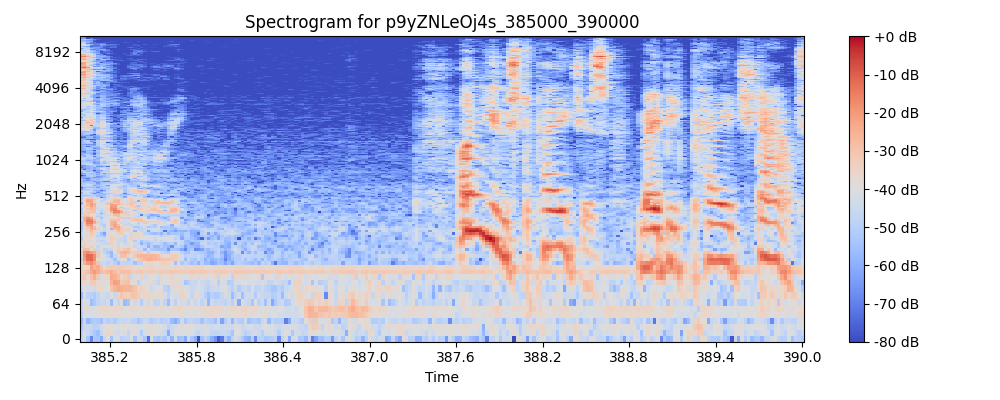 Spectrogram for p9yZNLeOj4s_385000_390000
Hz
8192
4096
2048
1024
512
256
128
64
0
385.2 385.8 386.4 387.0 387.6 388.2 388.8 389.4 390.0
Time
+0 dB
-10 dB
-20 dB
-30 dB
-40 dB
-50 dB
-60 dB
-70 dB
-80 dB